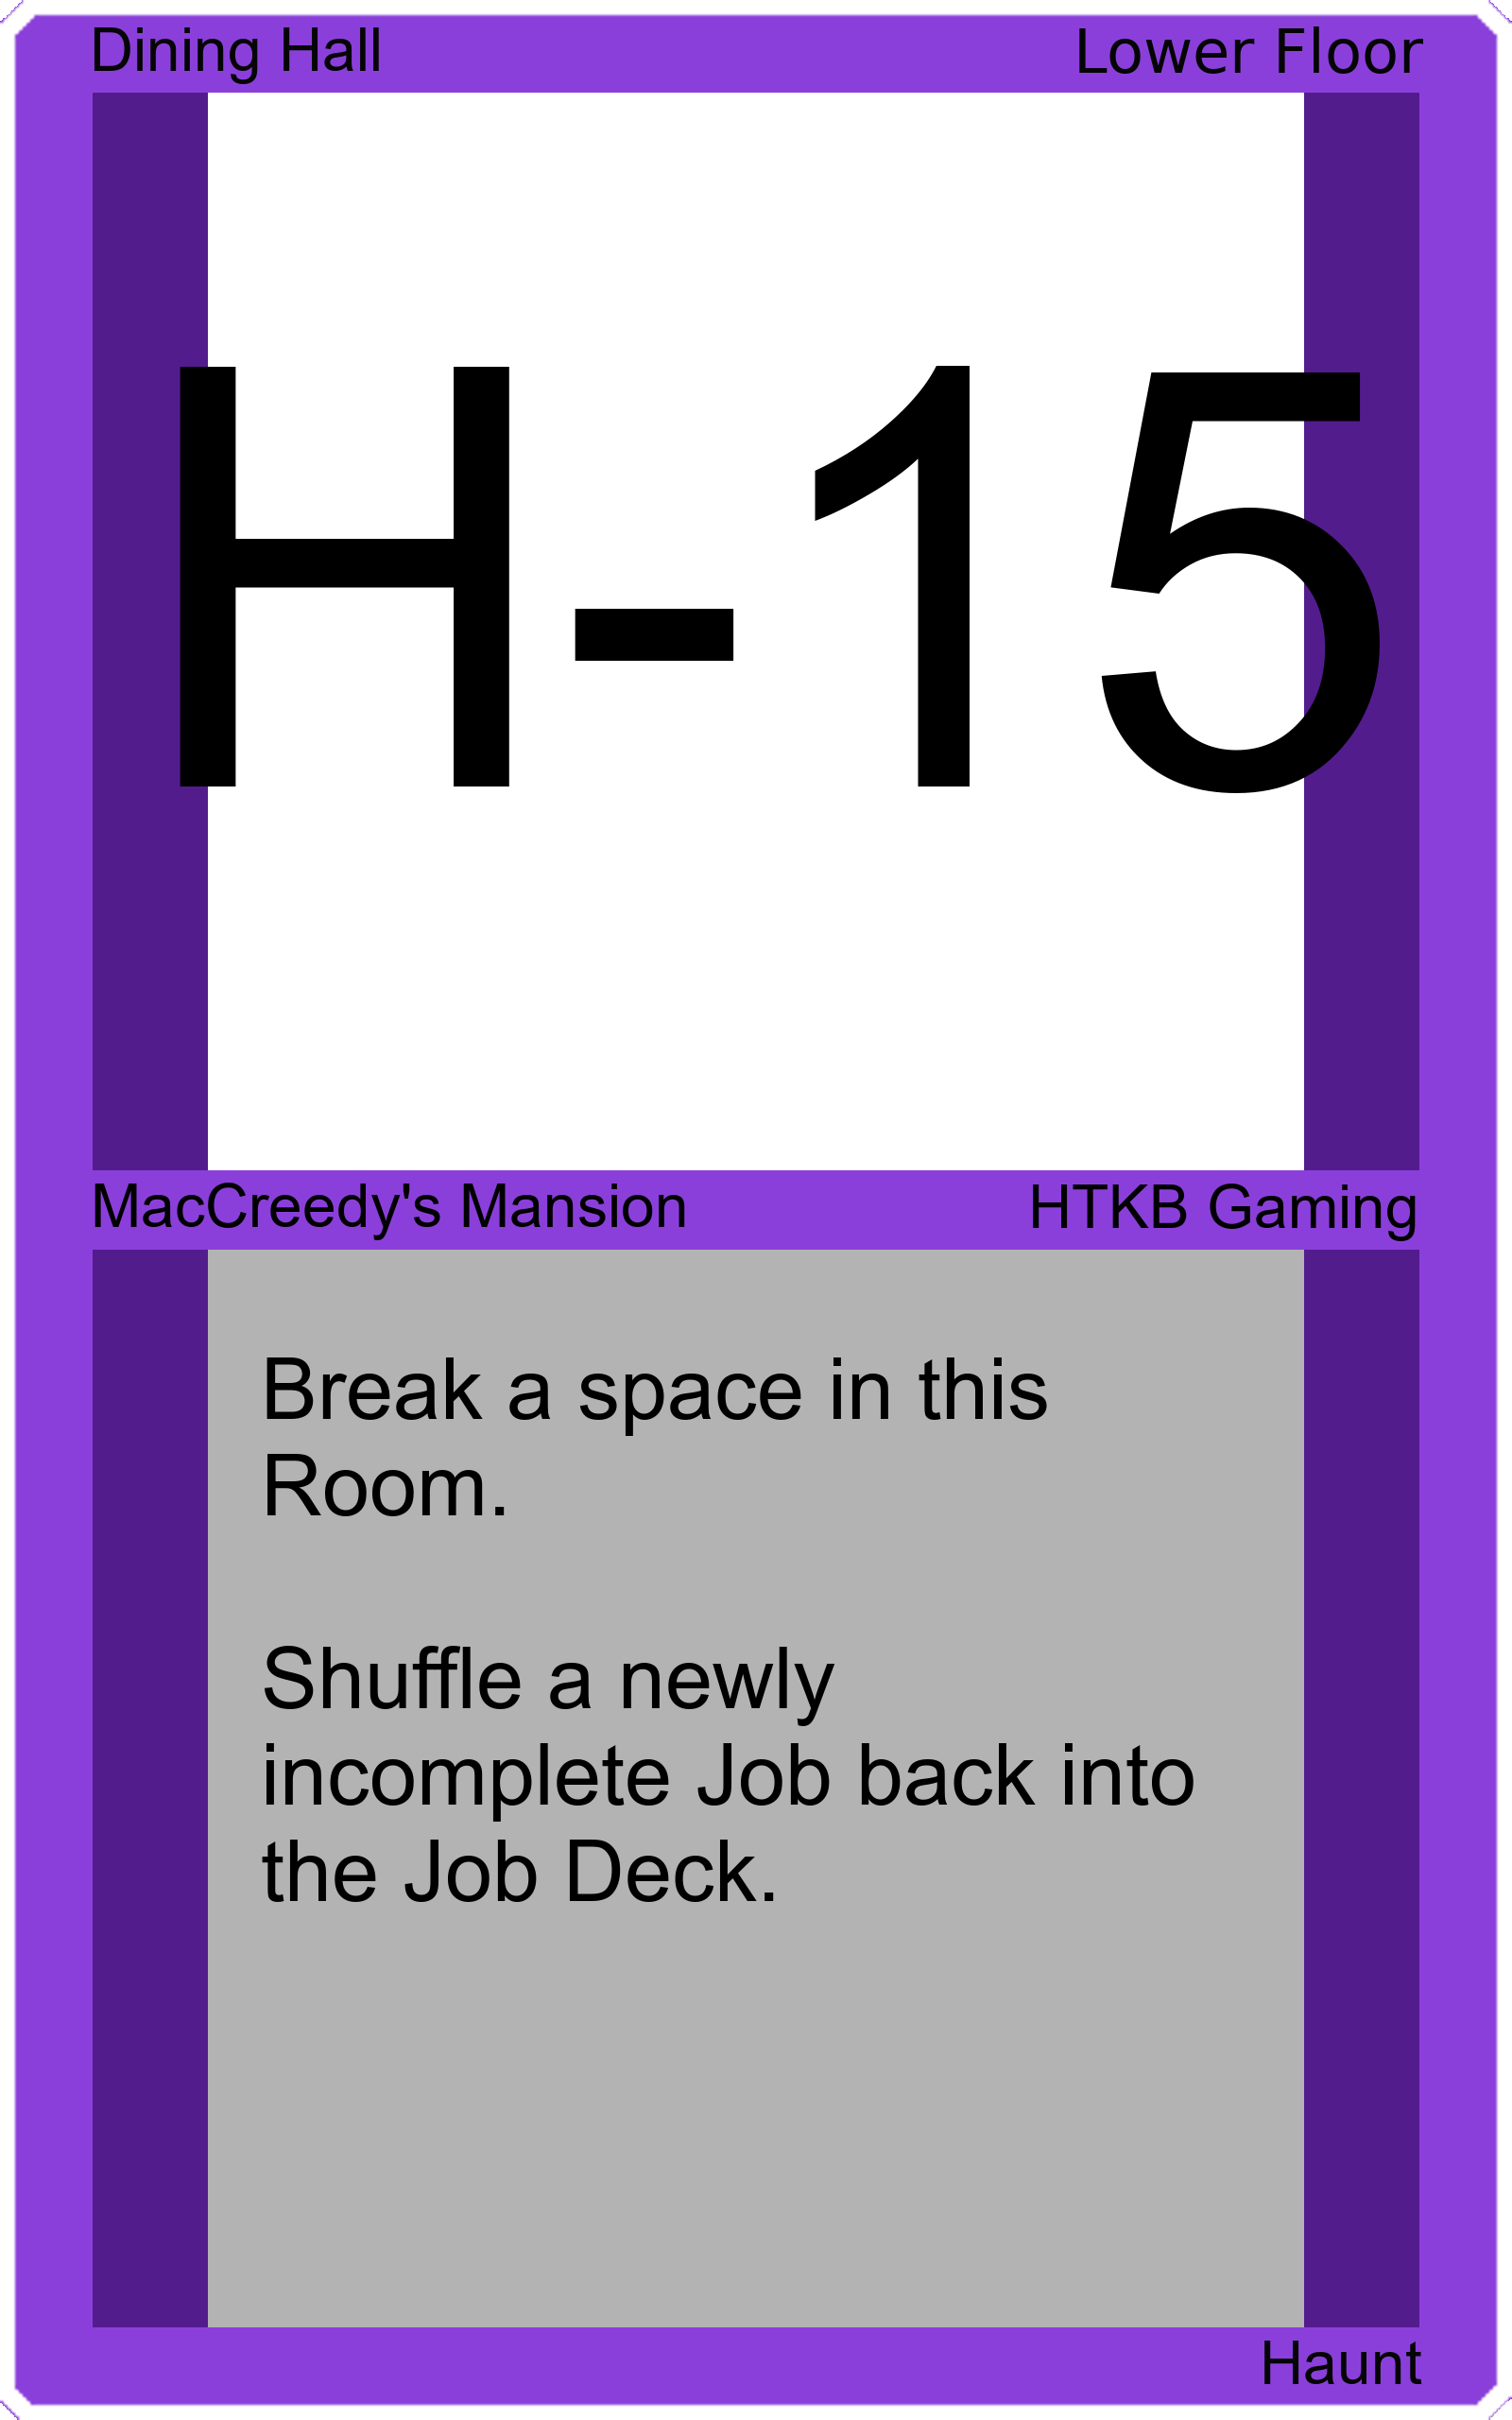 Dining Hall
Lower Floor
H-15
MacCreedy's Mansion
HTKB Gaming
Break a space in this
Room.
Shuffle a newly
incomplete Job back into
the Job Deck.
Haunt